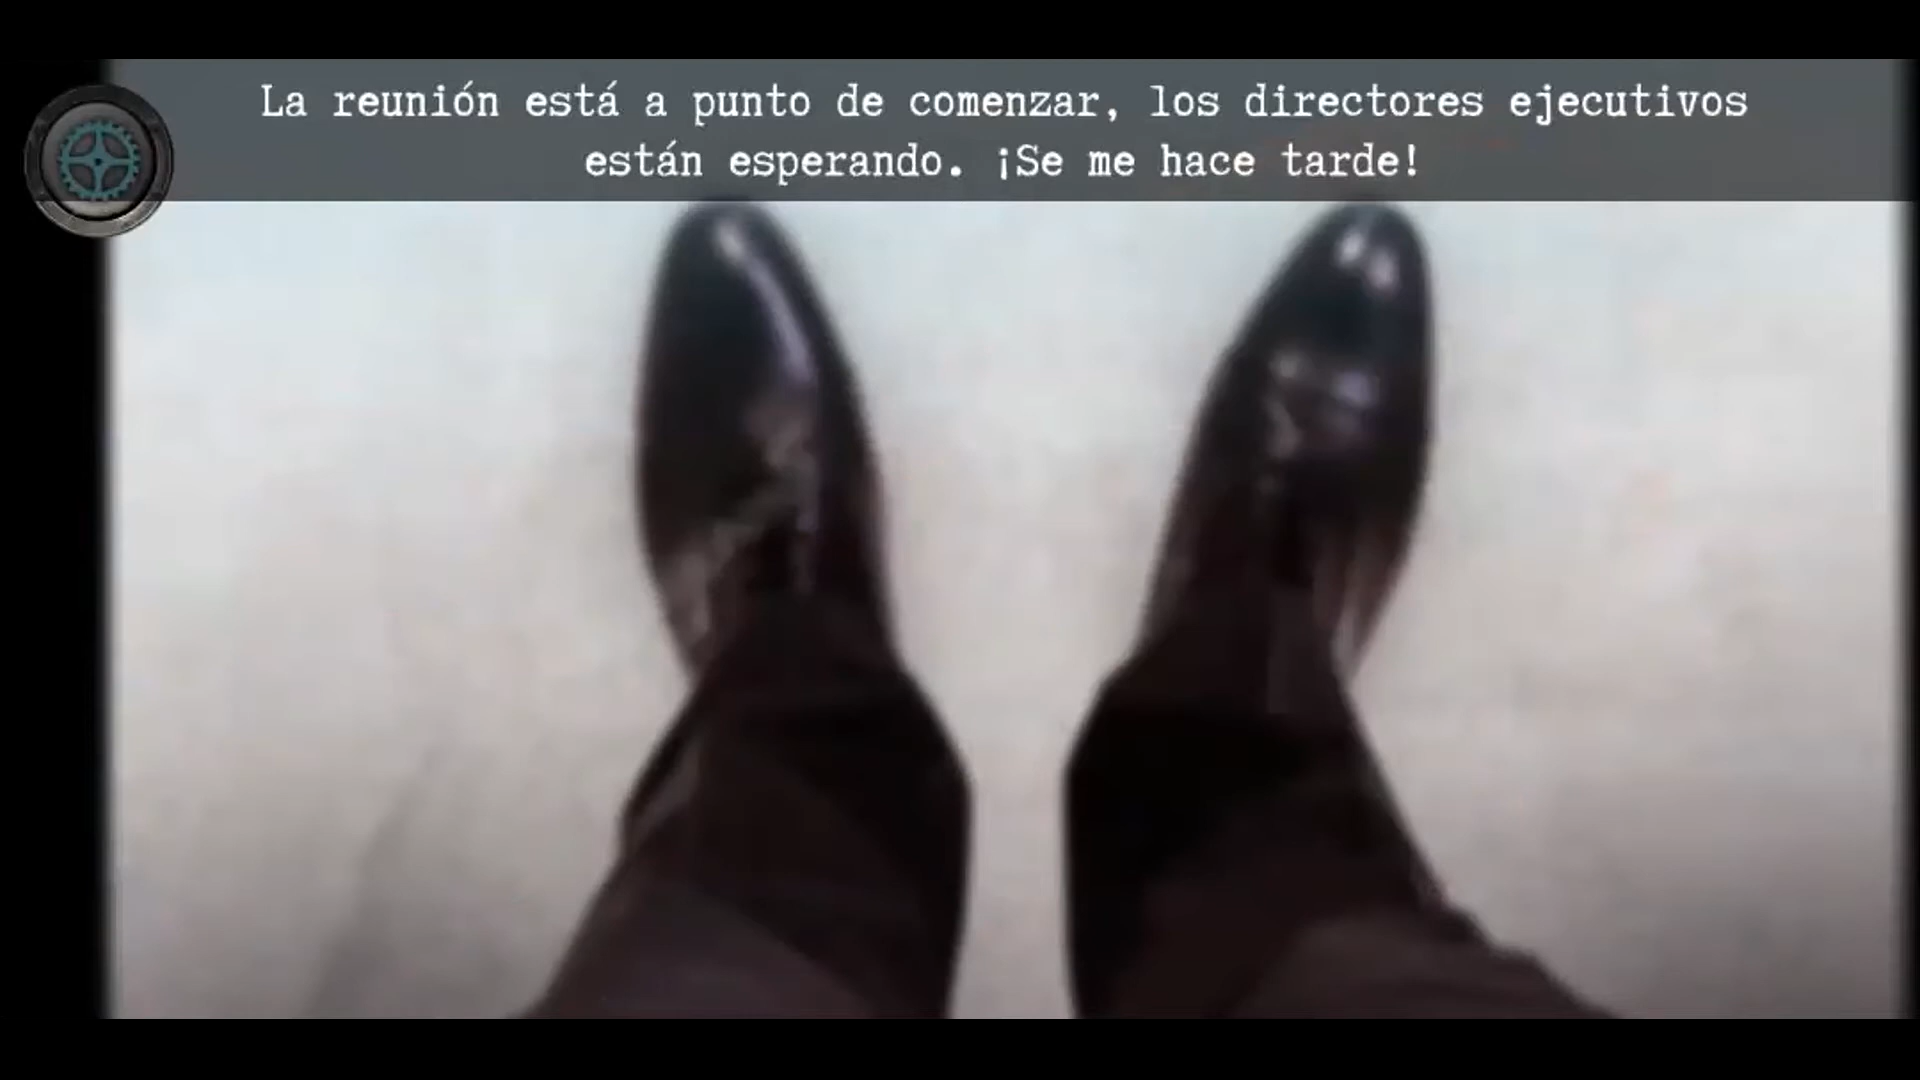 La reunión está a punto de comenzar, los directores ejecutivos
están esperando. ¡Se me hace tarde!